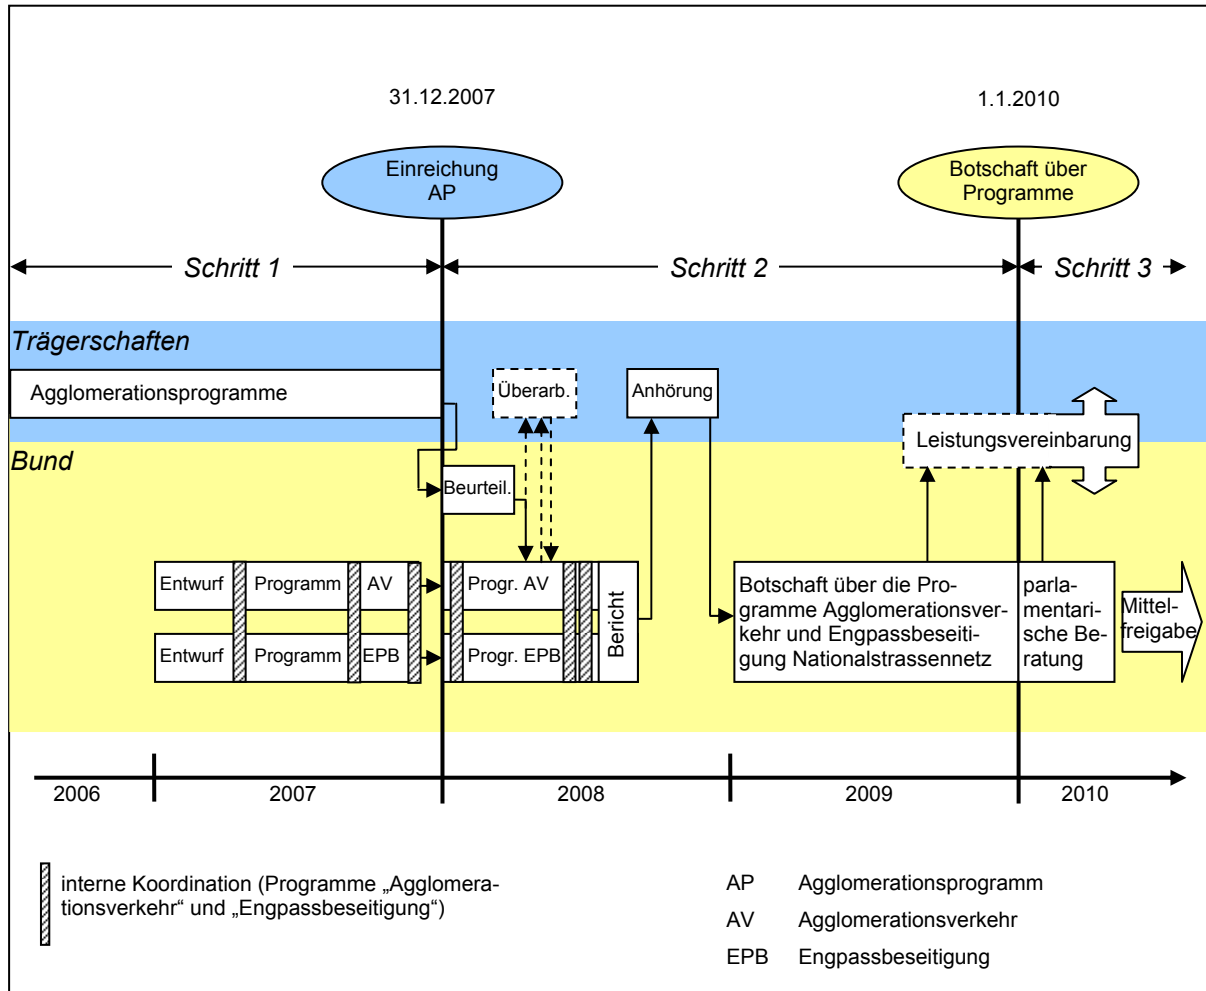 31.12.2007
1.1.2010
Einreichung
AP
Botschaft über
Programme
Schritt 1
Schritt 2
Schritt 3
Trägerschaften
Agglomerationsprogramme
Überarb.
Anhörung
Leistungsvereinbarung
Bund
Beurteil.
Entwurf
Programm
AV
Progr. AV
Entwurf
Programm
EPB
Progr. EPB
Bericht
Botschaft über die Pro-
gramme Agglomerationsver-
kehr und Engpassbeseiti-
gung Nationalstrassennetz
parla-
mentari-
sche Be-
ratung
Mittel-
freigabe
2006
2007
2008
2009
2010
interne Koordination (Programme „Agglomera-
tionsverkehr“ und „Engpassbeseitigung“)
AP Agglomerationsprogramm
AV Agglomerationsverkehr
EPB Engpassbeseitigung